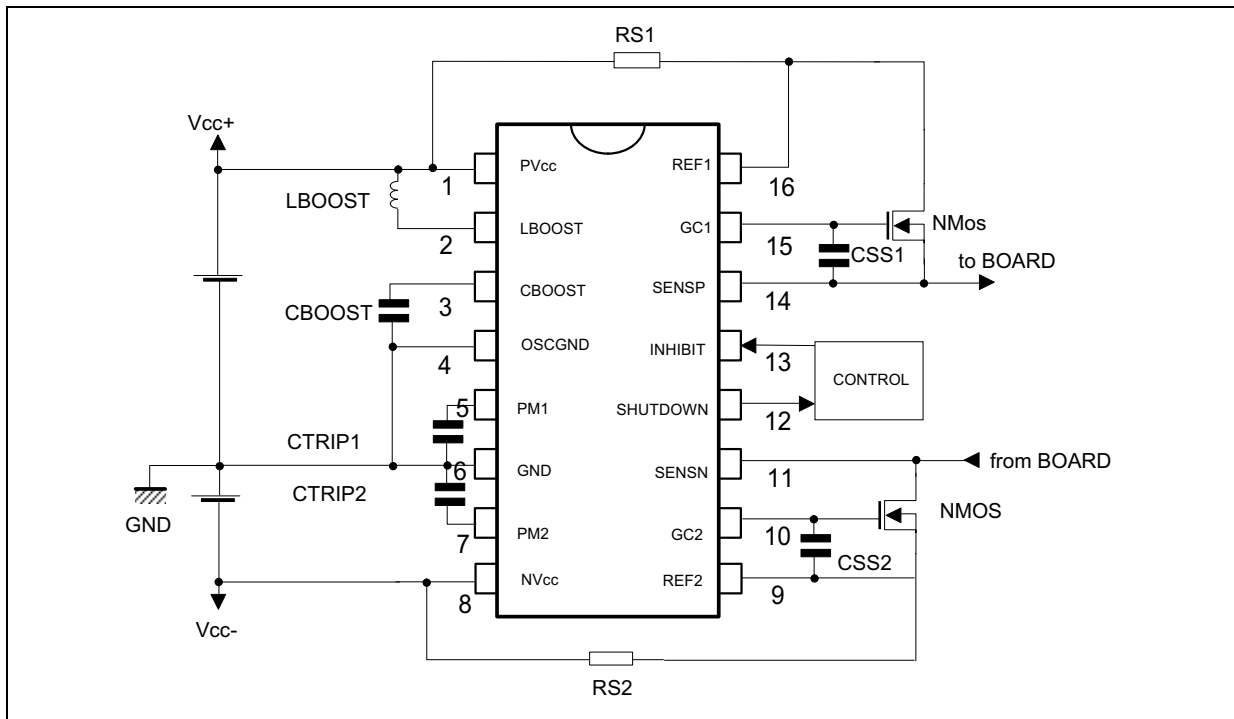 RS1
Vcc+
PVcc
1
REF1
16
LBOOST
LBOOST
2
GC1
15
NMos
CSS1
to BOARD
CBOOST
3
SENSP
14
CBOOST
OSCGND
4
INHIBIT
13
CONTROL
PM1
5
SHUTDOWN
12
CTRIP1
GND
6
SENSN
11
from BOARD
CTRIP2
GND
PM2
7
GC2
10
NMOS
CSS2
NVcc
8
REF2
9
Vcc-
RS2